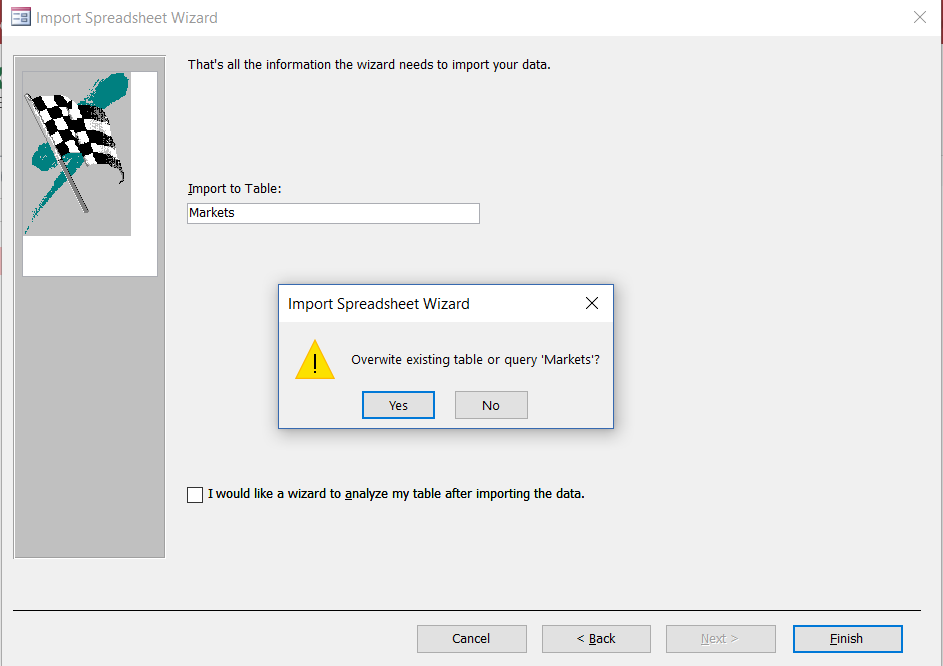 Import Spreadsheet Wizard
That's all the information the wizard needs to import your data.
Import to Table:
Markets
Import Spreadsheet Wizard
Overwite existing table or query 'Markets'?
Yes
No
I would like a wizard to analyze my table after importing the data.
Cancel
< Back
Next >
Finish